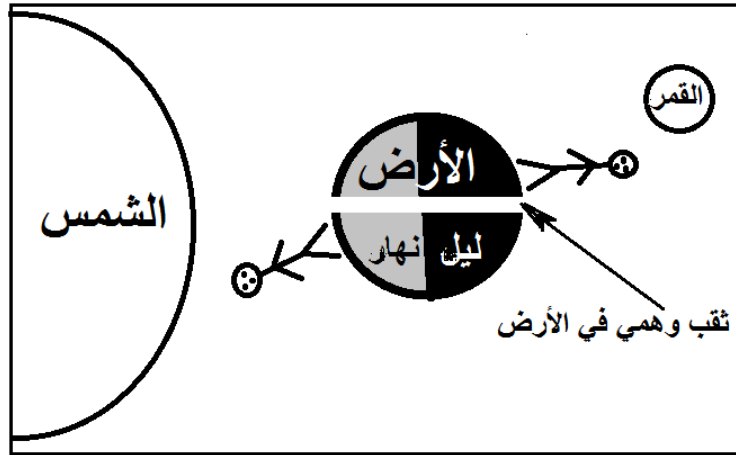 القمر
الأرض
الشمس
ليل نهار
ثقب وهمي في الأرض